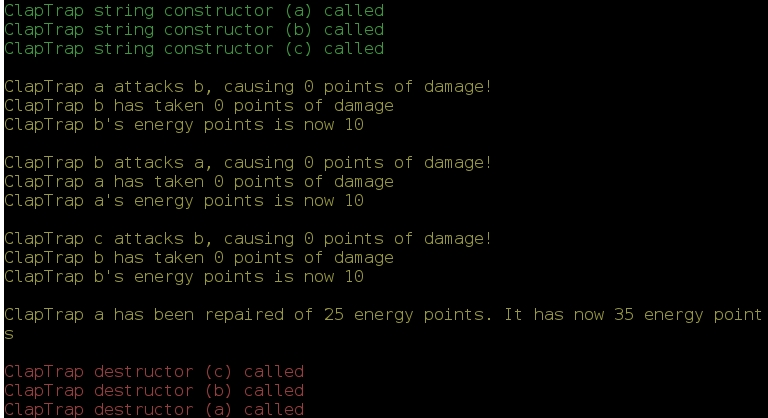 ClapTrap string constructor (a) called
ClapTrap string constructor (b) called
ClapTrap string constructor (c) called
ClapTrap a attacks b, causing 0 points of damage!
ClapTrap b has taken 0 points of damage
ClapTrap b's energy points is now 10
ClapTrap b attacks a, causing 0 points of damage!
ClapTrap a has taken 0 points of damage
ClapTrap a's energy points is now 10
ClapTrap c attacks b, causing 0 points of damage!
ClapTrap b has taken 0 points of damage
ClapTrap b's energy points is now 10
ClapTrap a has been repaired of 25 energy points. It has now 35 energy point
s
ClapTrap destructor (c) called
ClapTrap destructor (b) called
ClapTrap destructor (a) called